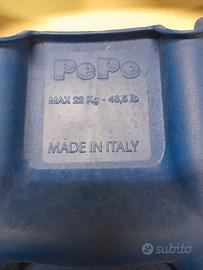 PePe
MAX 22 Kg - 48,5 lb
MADE IN ITALY
subito